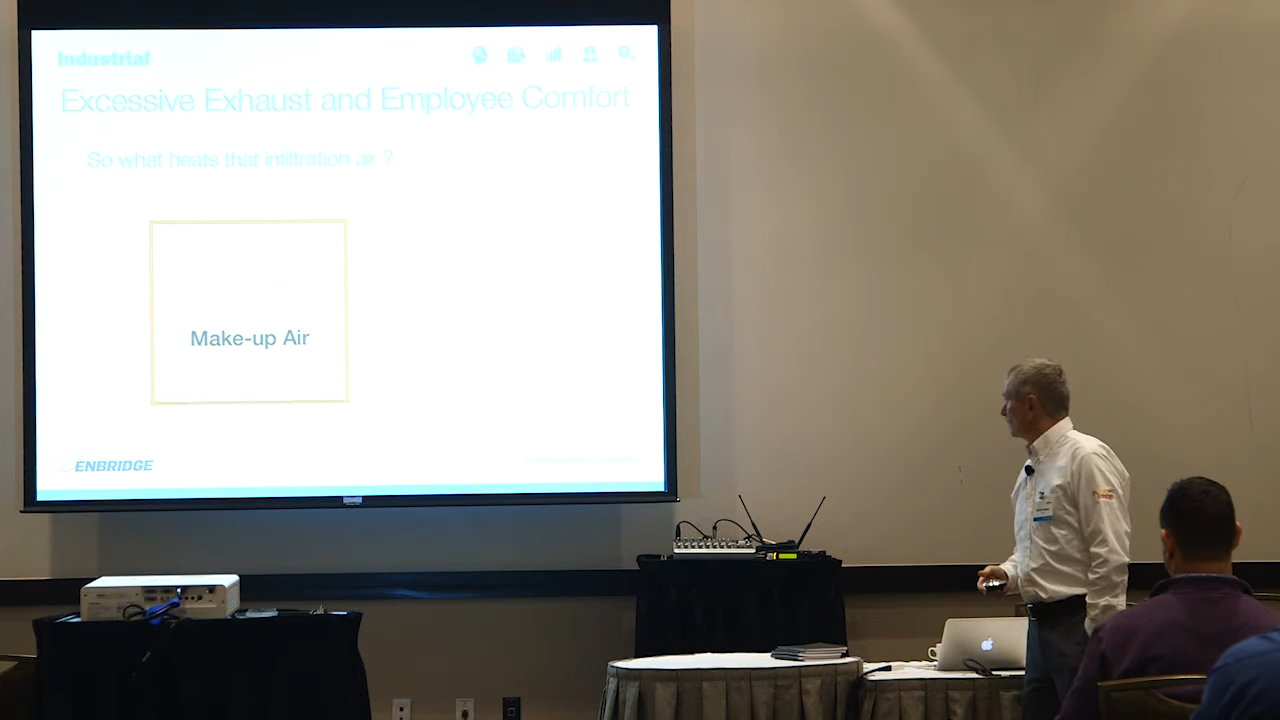 Industrial
Excessive Exhaust and Employee Comfort
So what heats that infiltration air ?
Make-up Air
ENBRIDGE